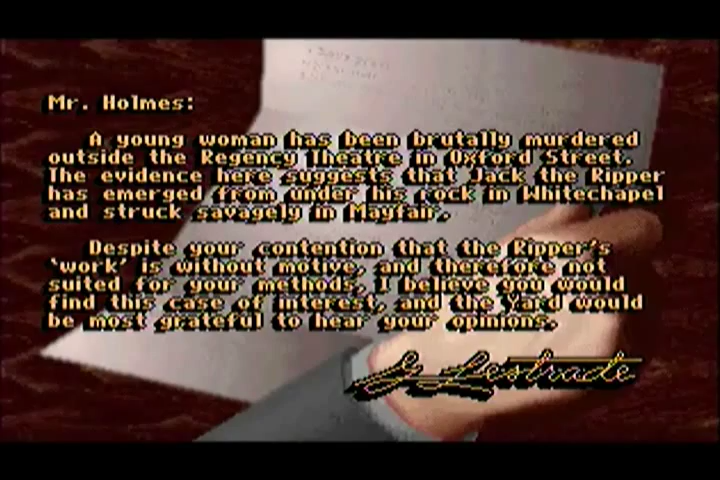 Mr. Holmes:
A young woman has been brutally murdered
outside the Regency Theatre in Oxford Street.
The evidence here suggests that Jack the Ripper
has emerged from under his rock in Whitechapel
and struck savagely in Mayfair.
Despite your contention that the Ripper's
'work' is without motive, and therefore not
suited for your methods, I believe you would
find this case of interest, and the Yard would
be most grateful to hear your opinions.
G. Lestrade